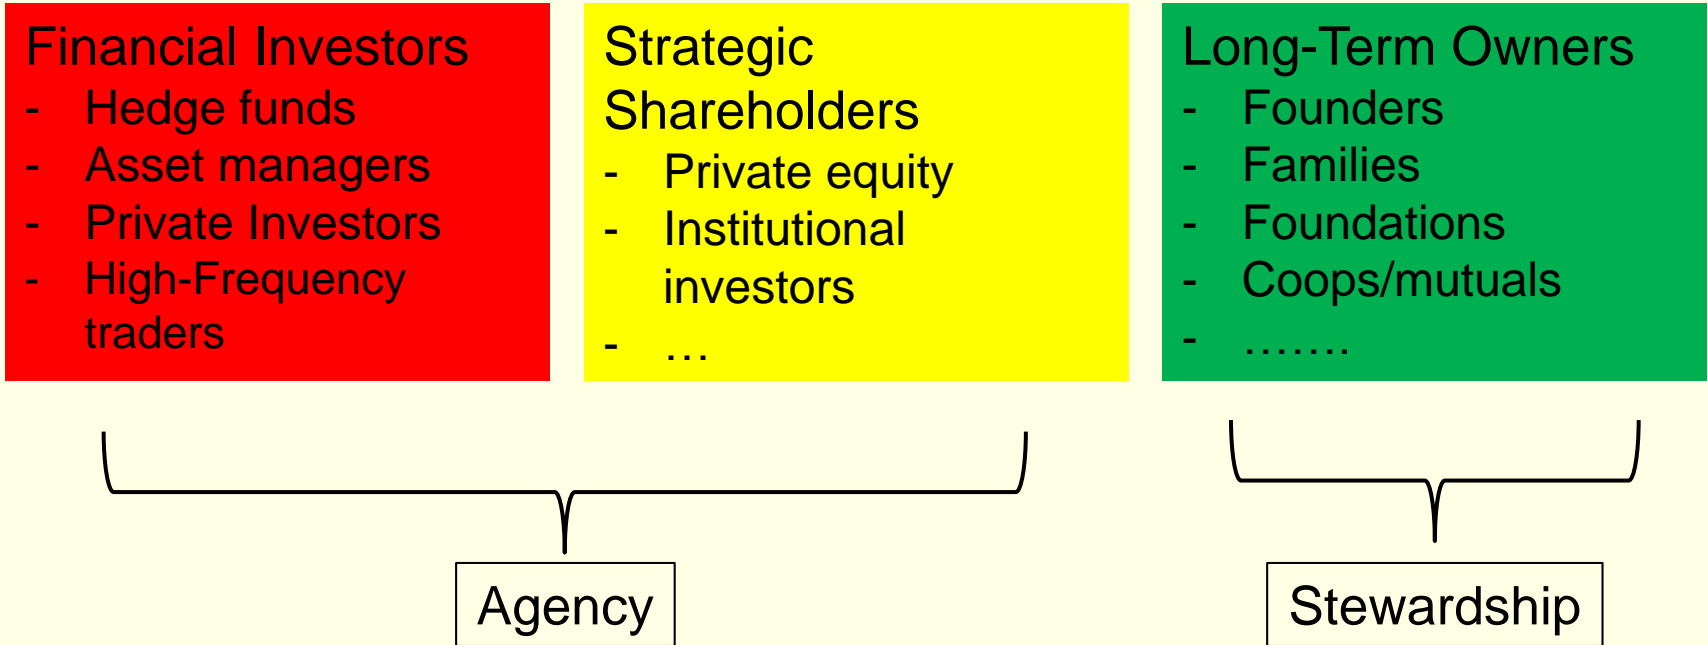 Financial Investors
- Hedge funds
- Asset managers
- Private Investors
- High-Frequency
traders
Strategic
Shareholders
- Private equity
- Institutional
investors
- …
Long-Term Owners
- Founders
- Families
- Foundations
- Coops/mutuals
- …….
Agency
Stewardship